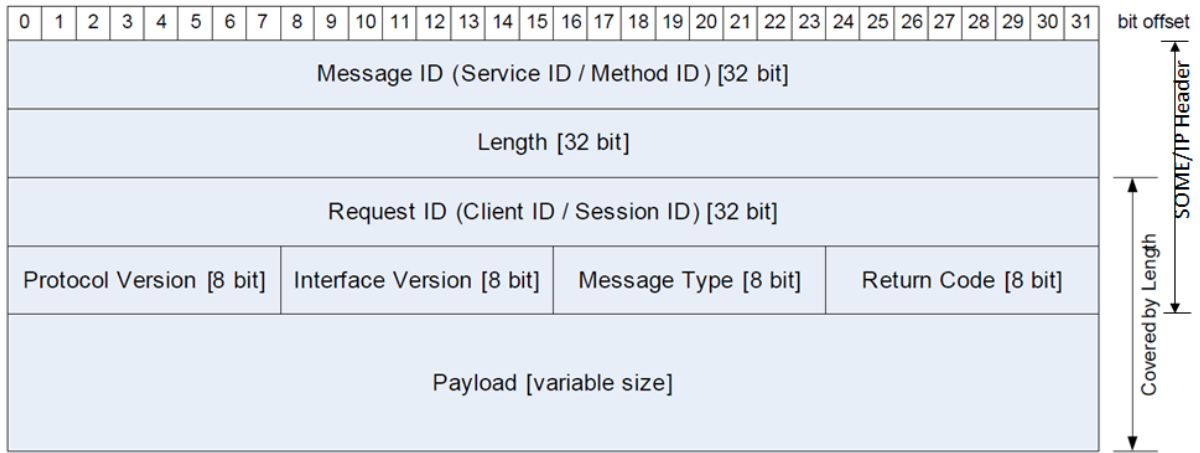 0 1 2 3 4 5 6 7 8 9 10 11 12 13 14 15 16 17 18 19 20 21 22 23 24 25 26 27 28 29 30 31 bit offset
Message ID (Service ID / Method ID) [32 bit]
Length [32 bit]
Request ID (Client ID / Session ID) [32 bit]
Protocol Version [8 bit] Interface Version [8 bit] Message Type [8 bit] Return Code [8 bit]
Payload [variable size]
SOME/IP Header
Covered by Length